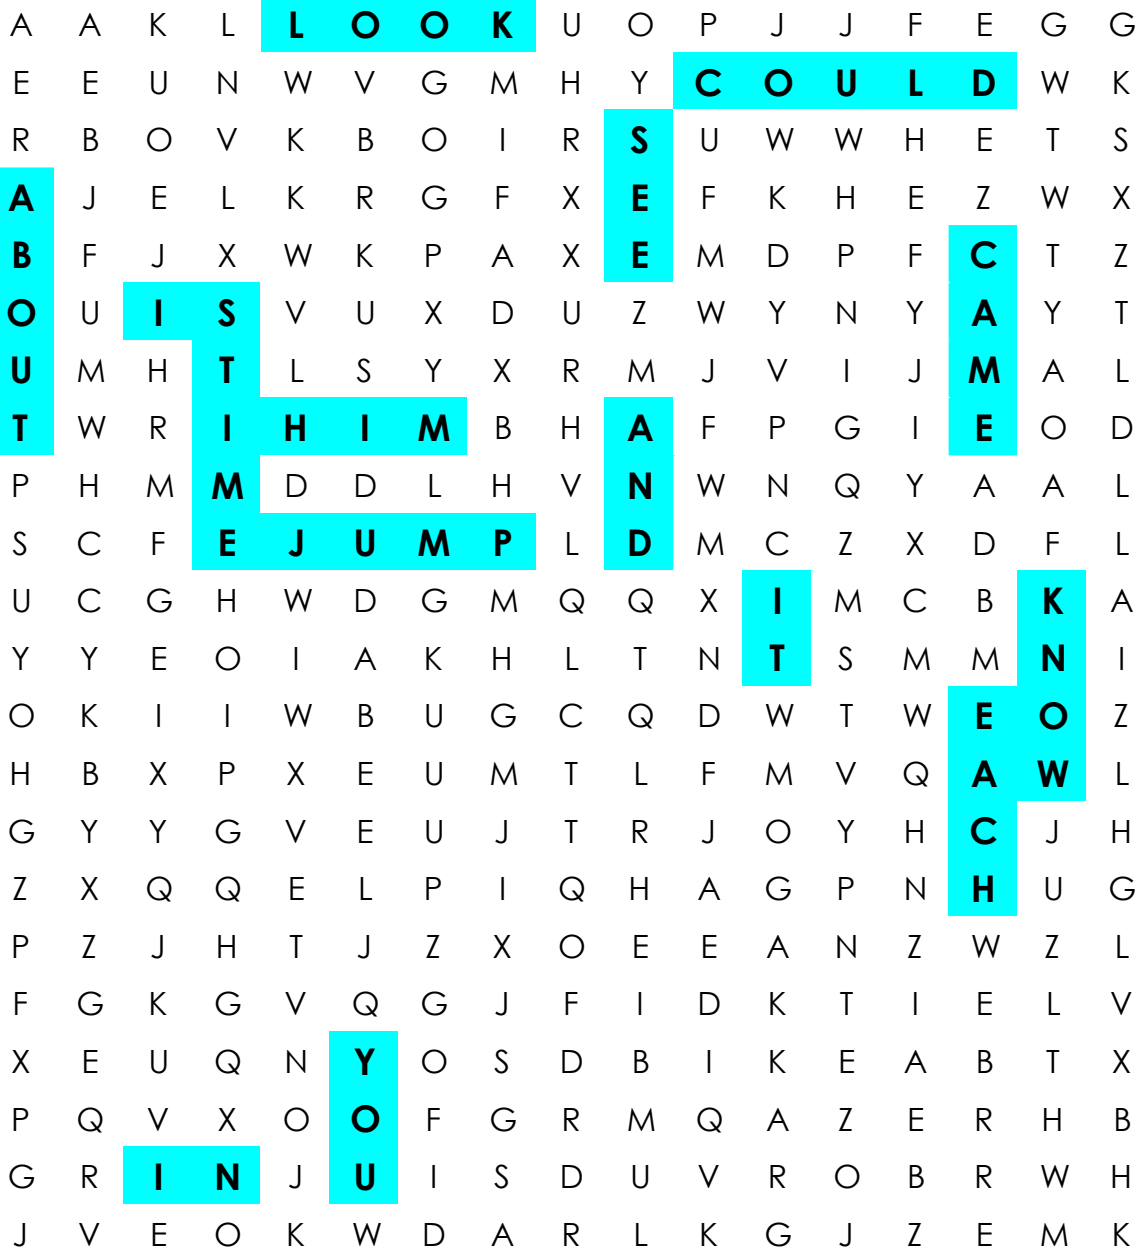 A A K L L O O K U O P J J F E G G
E E U N W V G M H Y C O U L D W K
R B O V K B O I R S U W W H E T S
A J E L K R G F X E F K H E Z W X
B F J X W K P A X E M D P F C T Z
O U I S V U X D U Z W Y N Y A Y T
U M H T L S Y X R M J V I J M A L
T W R I H I M B H A F P G I E O D
P H M M D D L H V N W N Q Y A A L
S C F E J U M P L D M C Z X D F L
U C G H W D G M Q Q X I M C B K A
Y Y E O I A K H L T N T S M M N I
O K I I W B U G C Q D W T W E O Z
H B X P X E U M T L F M V Q A W L
G Y Y G V E U J T R J O Y H C J H
Z X Q Q E L P I Q H A G P N H U G
P Z J H T J Z X O E E A N Z W Z L
F G K G V Q G J F I D K T I E L V
X E U Q N Y O S D B I K E A B T X
P Q V X O O F G R M Q A Z E R H B
G R I N J U I S D U V R O B R W H
J V E O K W D A R L K G J Z E M K